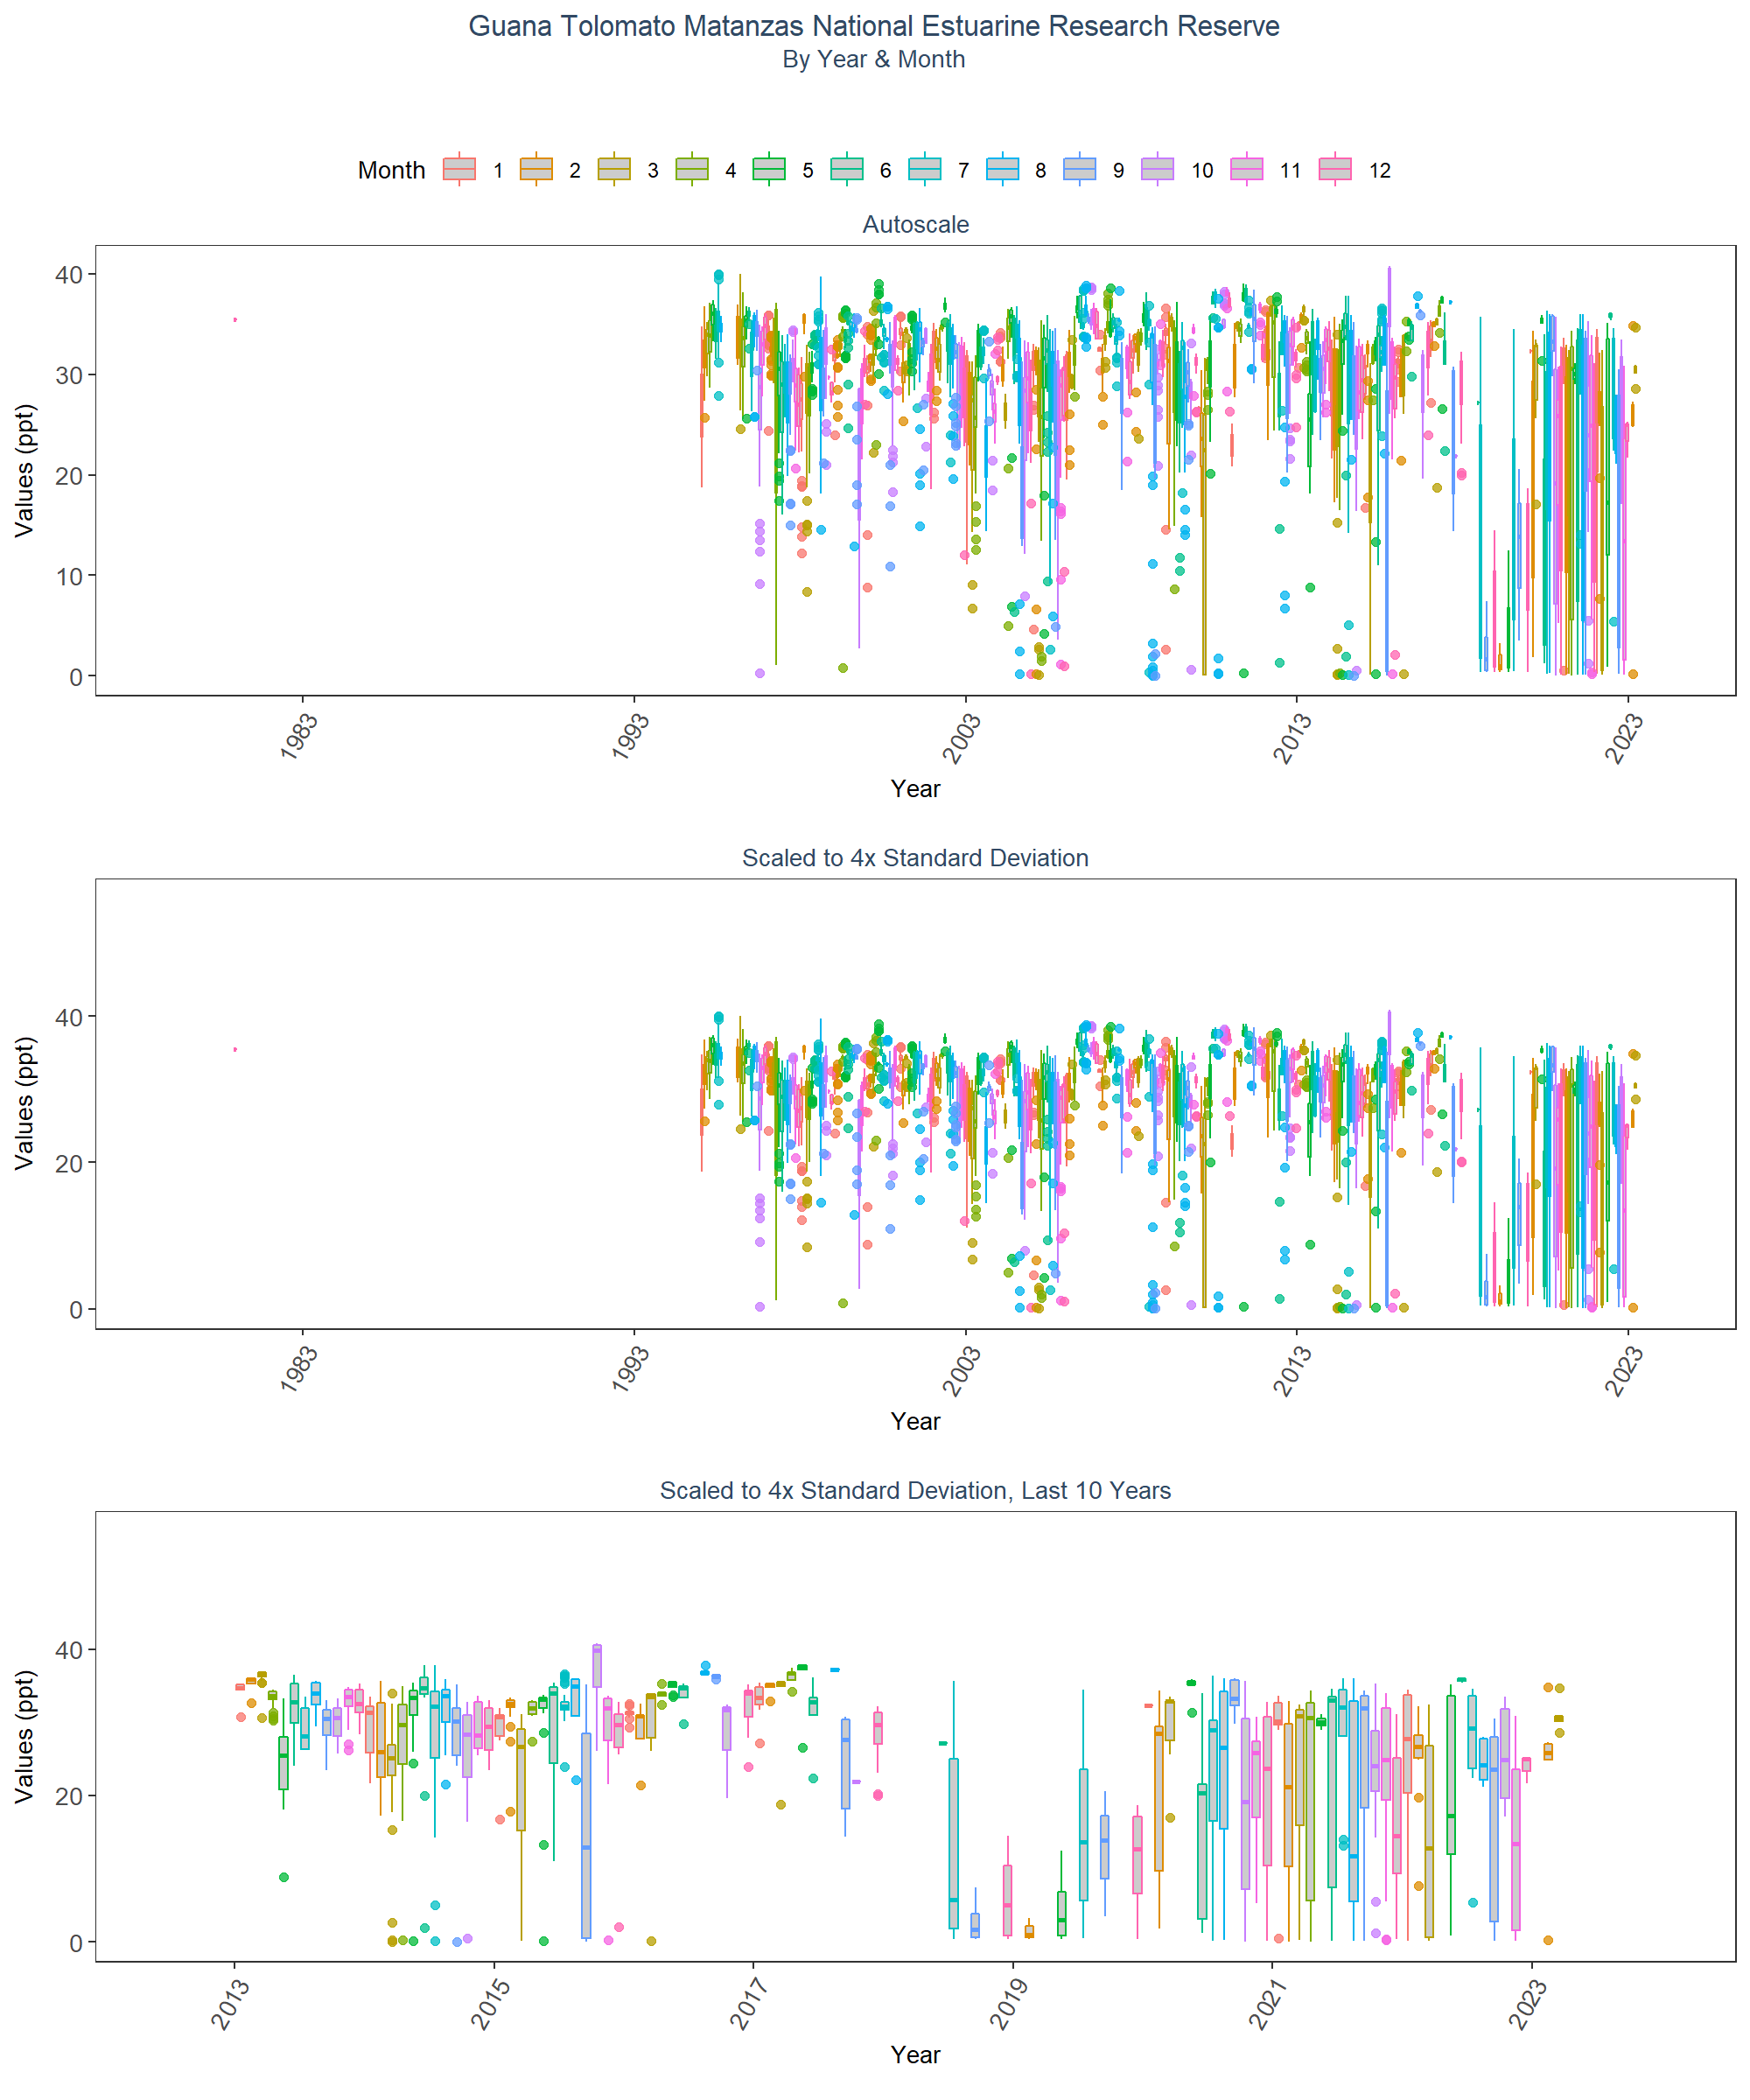 Guana Tolomato Matanzas National Estuarine Research Reserve
By Year & Month
Month 1 2 3 4 5 6 7 8 9 10 11 12
Autoscale
Values (ppt)
40
30
20
10
0
1983 1993 2003 2013 2023
Year
Scaled to 4x Standard Deviation
Values (ppt)
40
20
0
1983 1993 2003 2013 2023
Year
Scaled to 4x Standard Deviation, Last 10 Years
Values (ppt)
40
20
0
2013 2015 2017 2019 2021 2023
Year